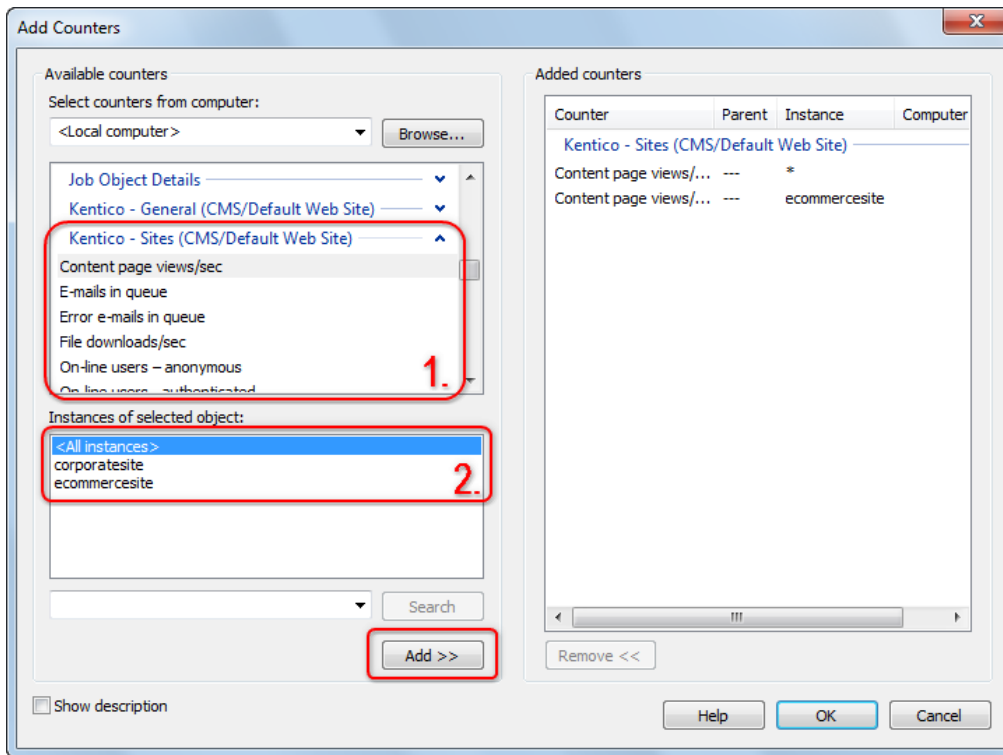 Add Counters
Available counters
Select counters from computer:
<Local computer>
Browse...
Job Object Details
Kentico - General (CMS/Default Web Site)
Kentico - Sites (CMS/Default Web Site)
Content page views/sec
E-mails in queue
Error e-mails in queue
File downloads/sec
On-line users – anonymous
On-line users - authenticated
1.
Instances of selected object:
<All instances>
corporatesite
ecommercesite
2.
Search
Add >>
Show description
Added counters
Counter Parent Instance Computer
Kentico - Sites (CMS/Default Web Site)
Content page views/... --- *
Content page views/... --- ecommercesite
Remove <<
Help
OK
Cancel